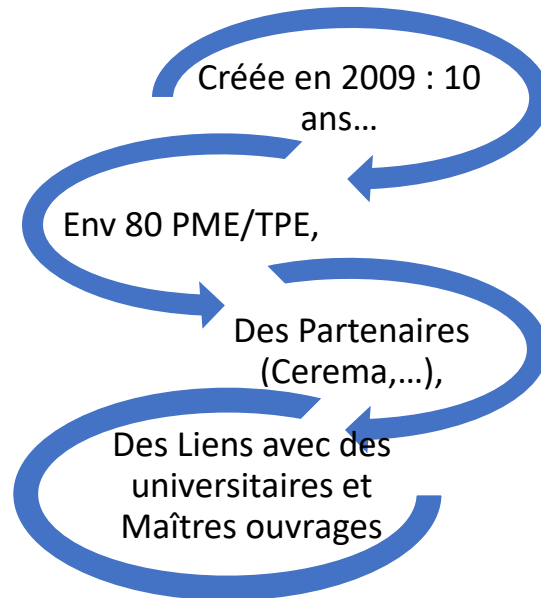 Créée en 2009 : 10
ans…
Env 80 PME/TPE,
Des Partenaires
(Cerema,…),
Des Liens avec des
universitaires et
Maîtres ouvrages